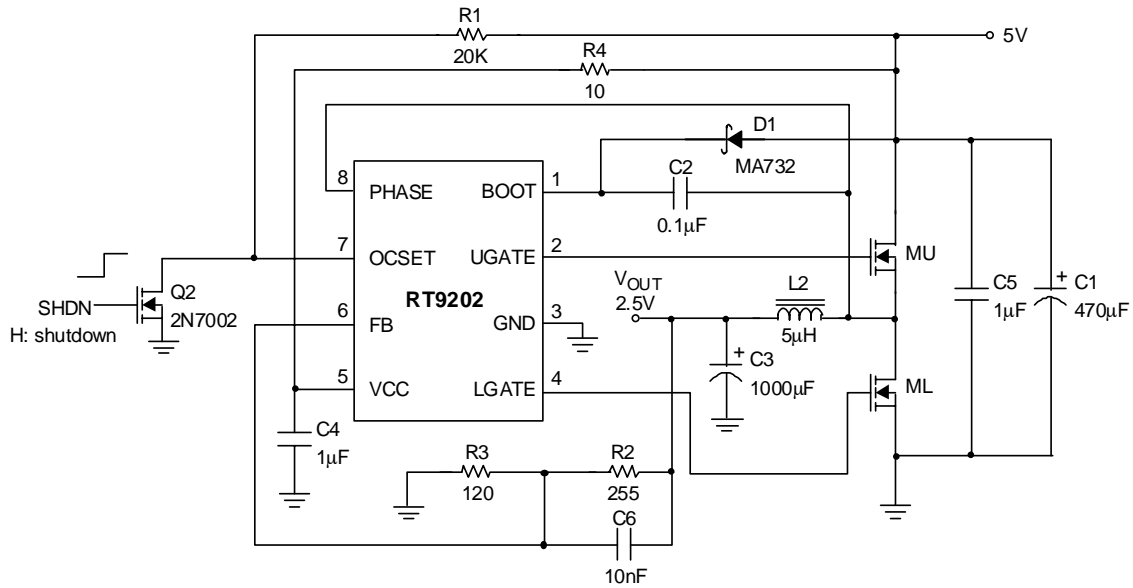 R1
20K
5V
R4
10
D1
MA732
C2
0.1μF
8
PHASE
BOOT
1
7
OCSET
UGATE
2
MU
RT9202
SHDN
H: shutdown
Q2
2N7002
6
FB
GND
3
VOUT
2.5V
L2
5μH
C5
1μF
+
C1
470μF
5
VCC
LGATE
4
+
C3
1000μF
ML
C4
1μF
R3
120
R2
255
C6
10nF